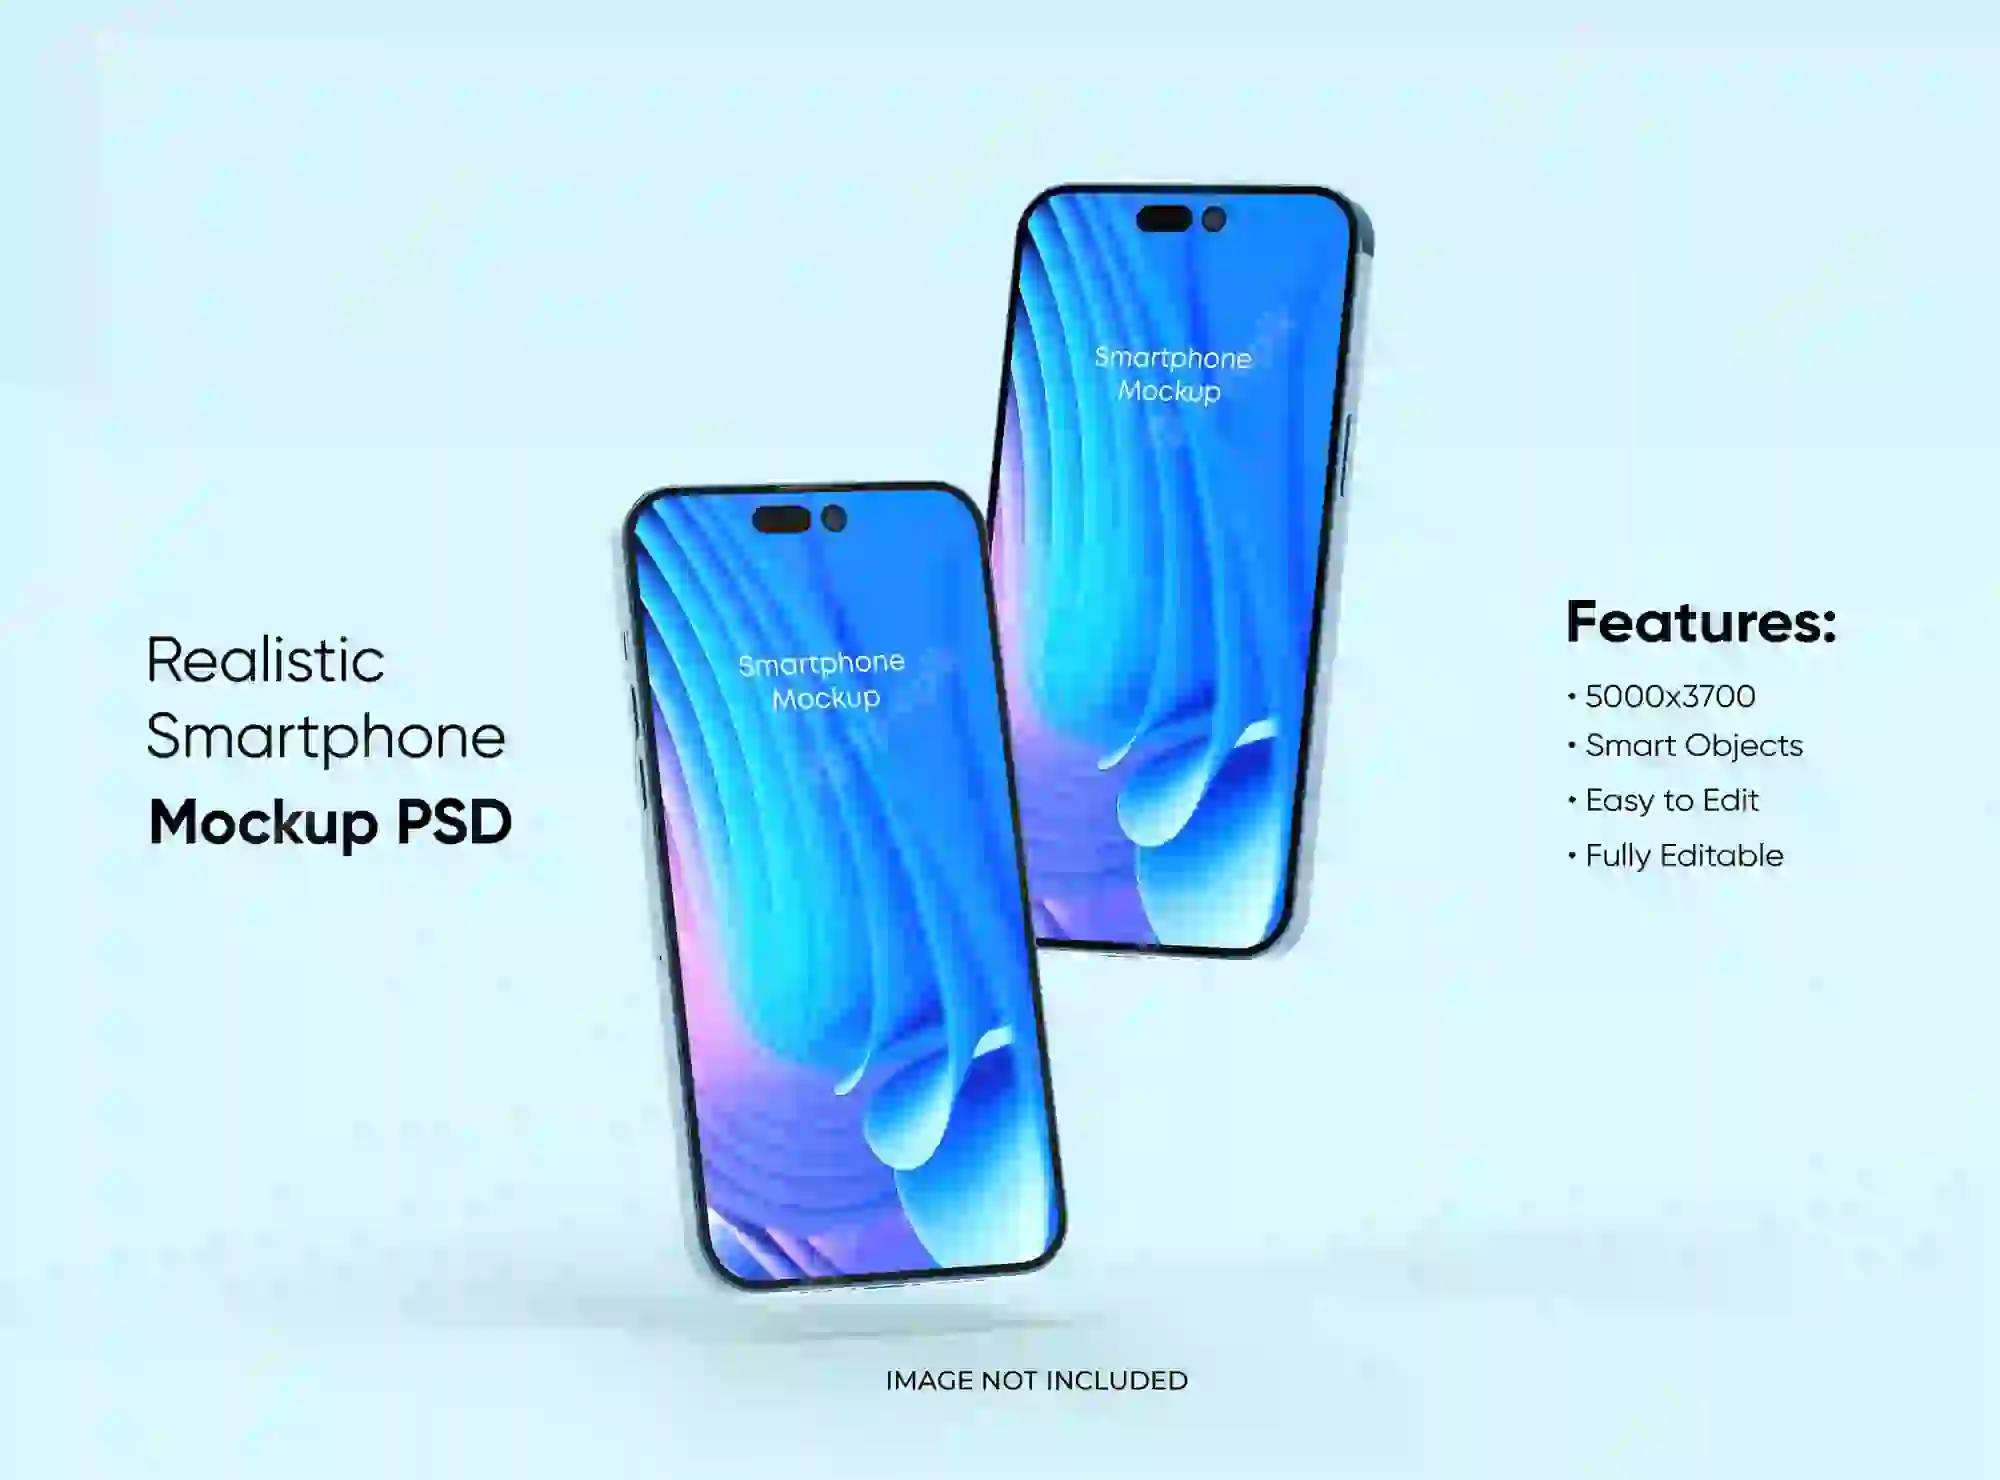 Realistic
Smartphone
Mockup PSD
Smartphone
Mockup
Smartphone
Mockup
Features:
• 5000x3700
• Smart Objects
• Easy to Edit
• Fully Editable
IMAGE NOT INCLUDED